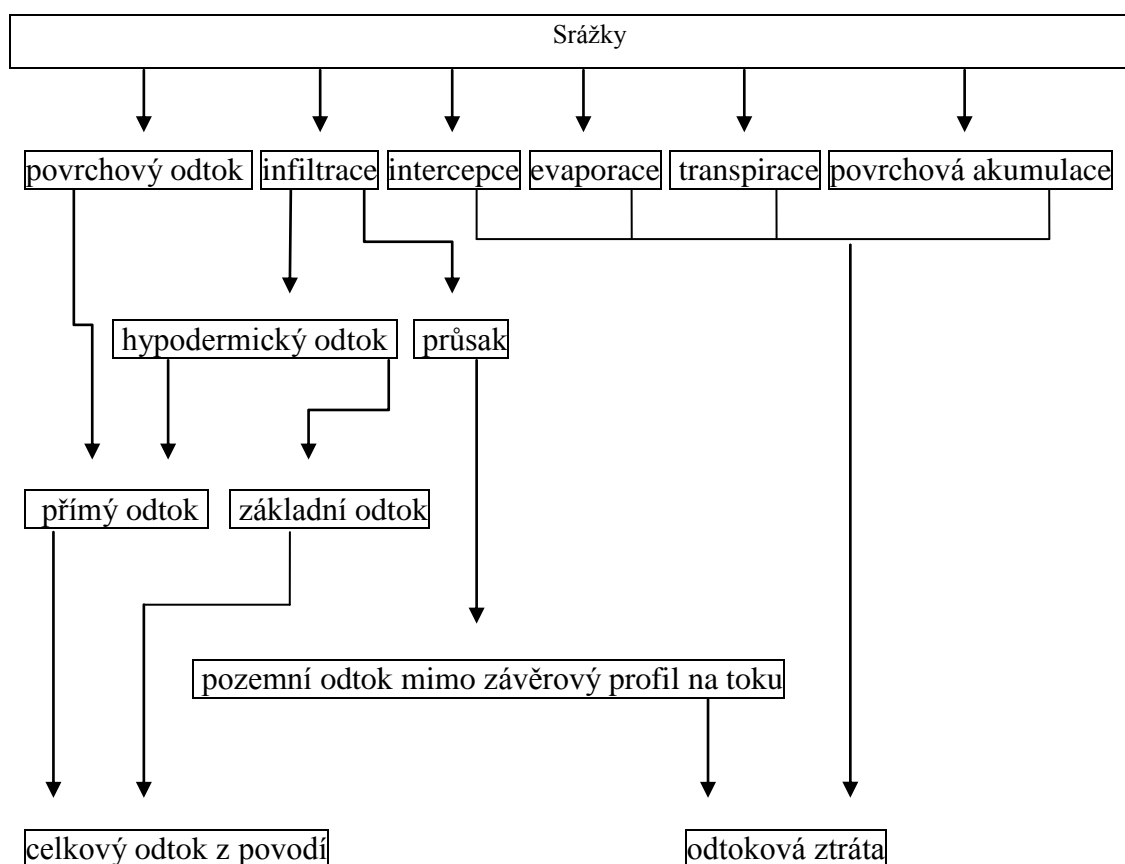 Srážky
povrchový odtok infiltrace intercepce evaporace transpirace povrchová akumulace
hypodermický odtok průsak
přímý odtok základní odtok
pozemní odtok mimo závěrový profil na toku
celkový odtok z povodí odtoková ztráta